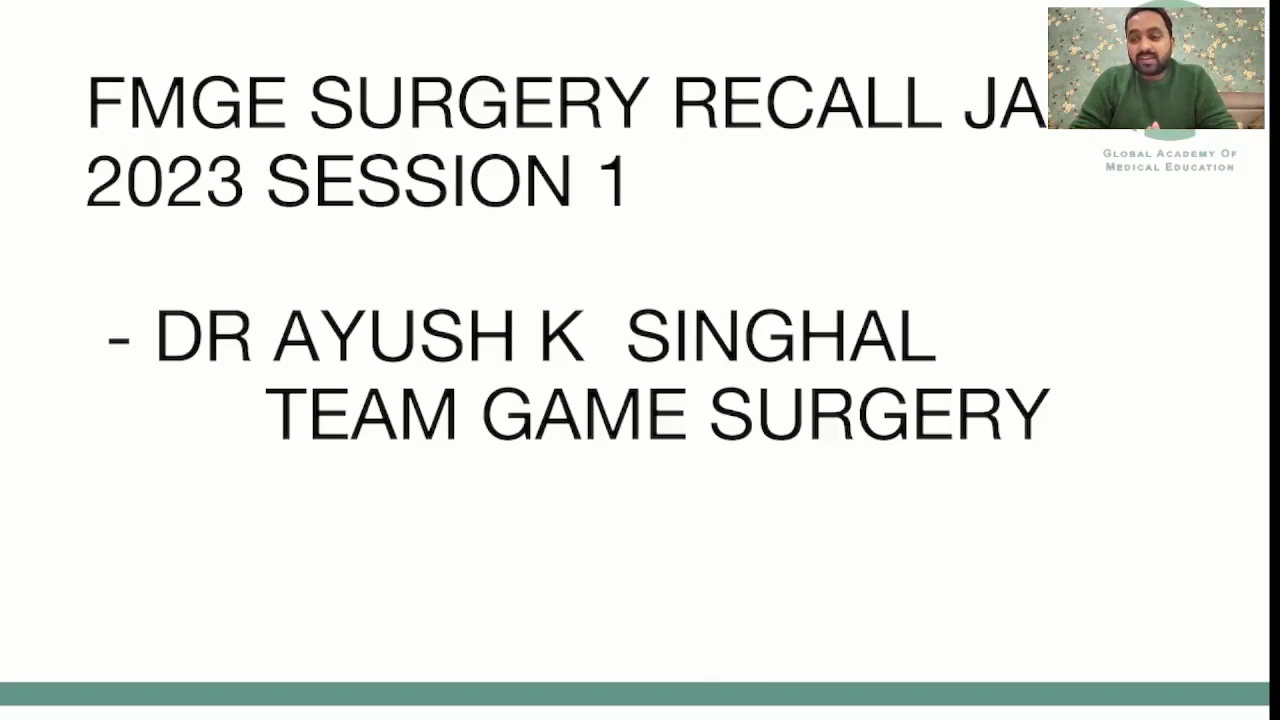 FMGE SURGERY RECALL JA
2023 SESSION 1
- DR AYUSH K SINGHAL
TEAM GAME SURGERY
GLOBAL ACADEMY OF
MEDICAL EDUCATION